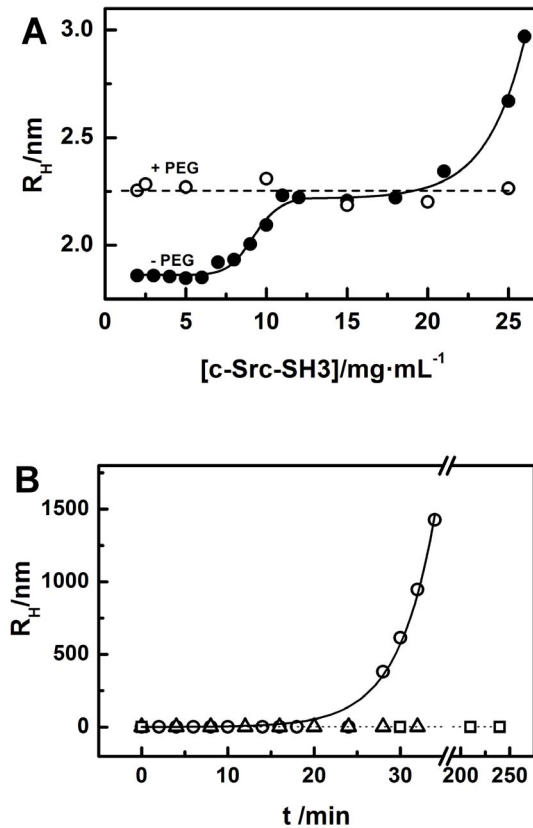 A
3.0
2.5
2.0
R_H/nm
+ PEG
- PEG
0 5 10 15 20 25
[c-Src-SH3]/mg·mL⁻¹
B
1500
1000
500
0
R_H/nm
0 10 20 30 200 250
t /min